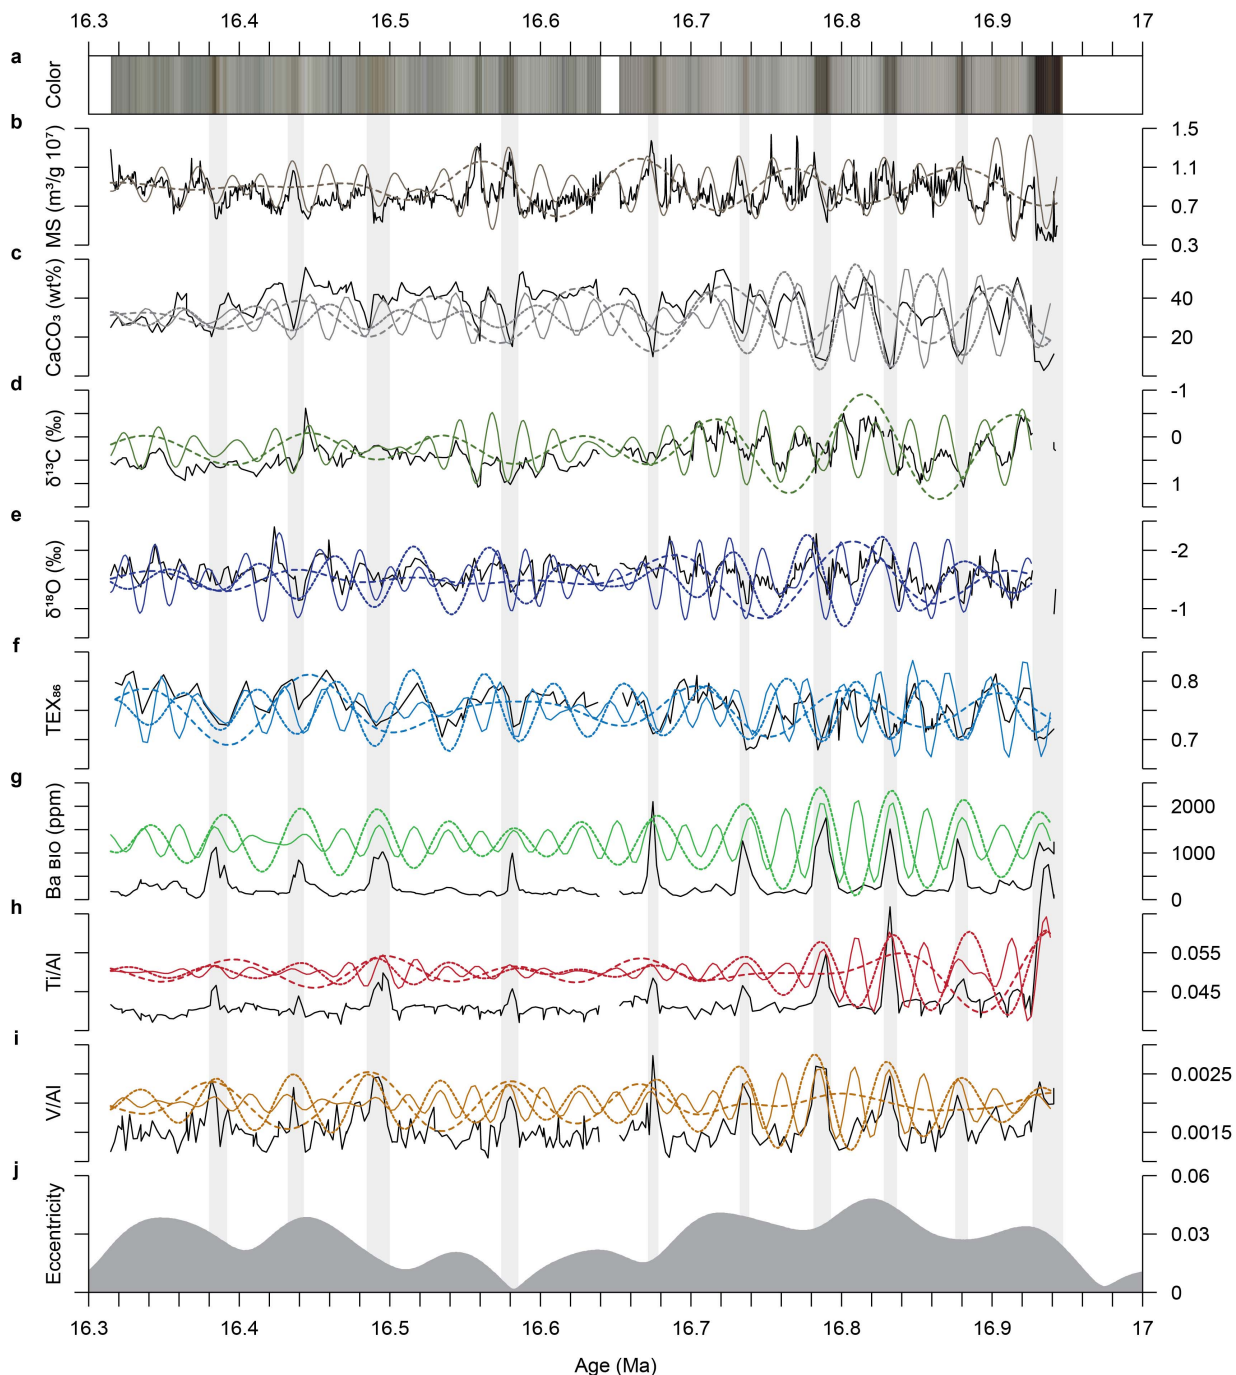 16.3 16.4 16.5 16.6 16.7 16.8 16.9 17
a
Color
b
MS (m³/g 10⁷)
1.5
1.1
0.7
0.3
c
CaCO₃ (wt%)
40
20
d
δ¹³C (‰)
-1
0
1
e
δ¹⁸O (‰)
-2
-1
f
TEX₈₆
0.8
0.7
g
Ba BIO (ppm)
2000
1000
0
h
Ti/Al
0.055
0.045
i
V/Al
0.0025
0.0015
j
Eccentricity
0.06
0.03
0
16.3 16.4 16.5 16.6 16.7 16.8 16.9 17
Age (Ma)